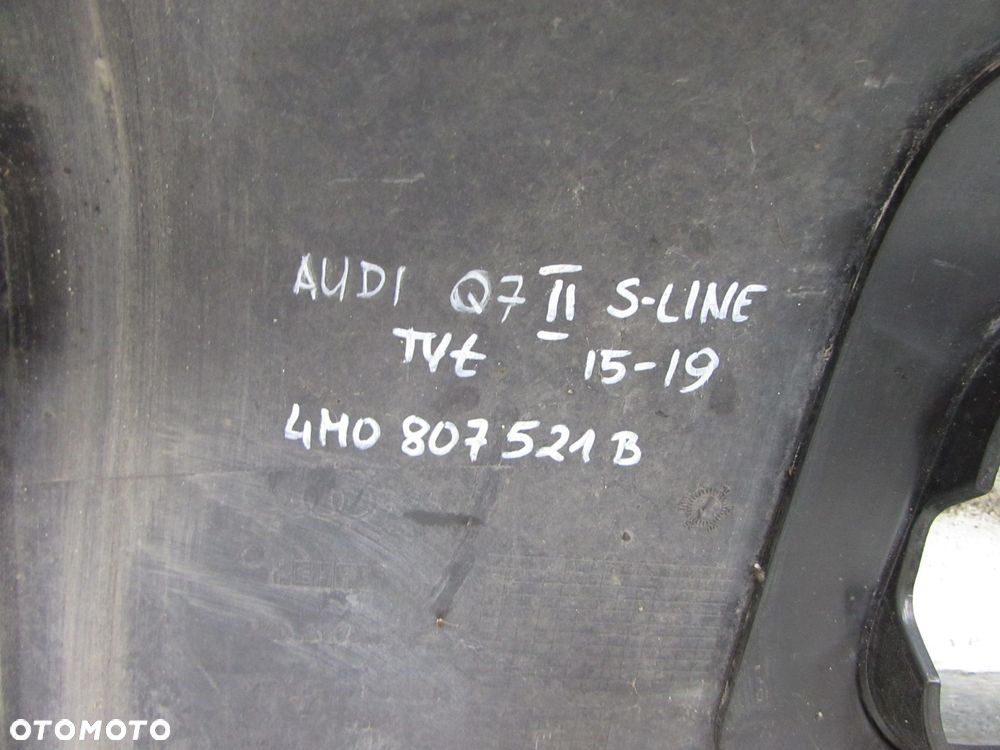 AUDI Q7 II S-LINE
TYŁ 15-19
4M0 807 521 B
OTOMOTO